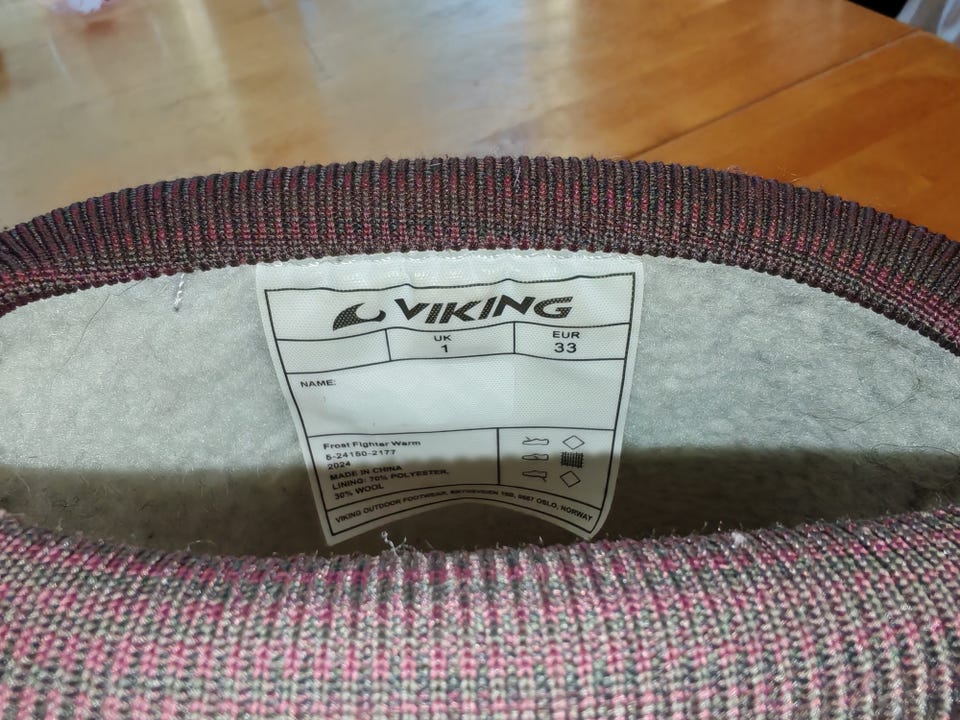 VIKING
UK EUR
1 33
NAME:
Frost Fighter Warm
5-24150-2177
2024
MADE IN CHINA
LINING: 70% POLYESTER,
30% WOOL
VIKING OUTDOOR FOOTWEAR, 0667 OSLO, NORWAY